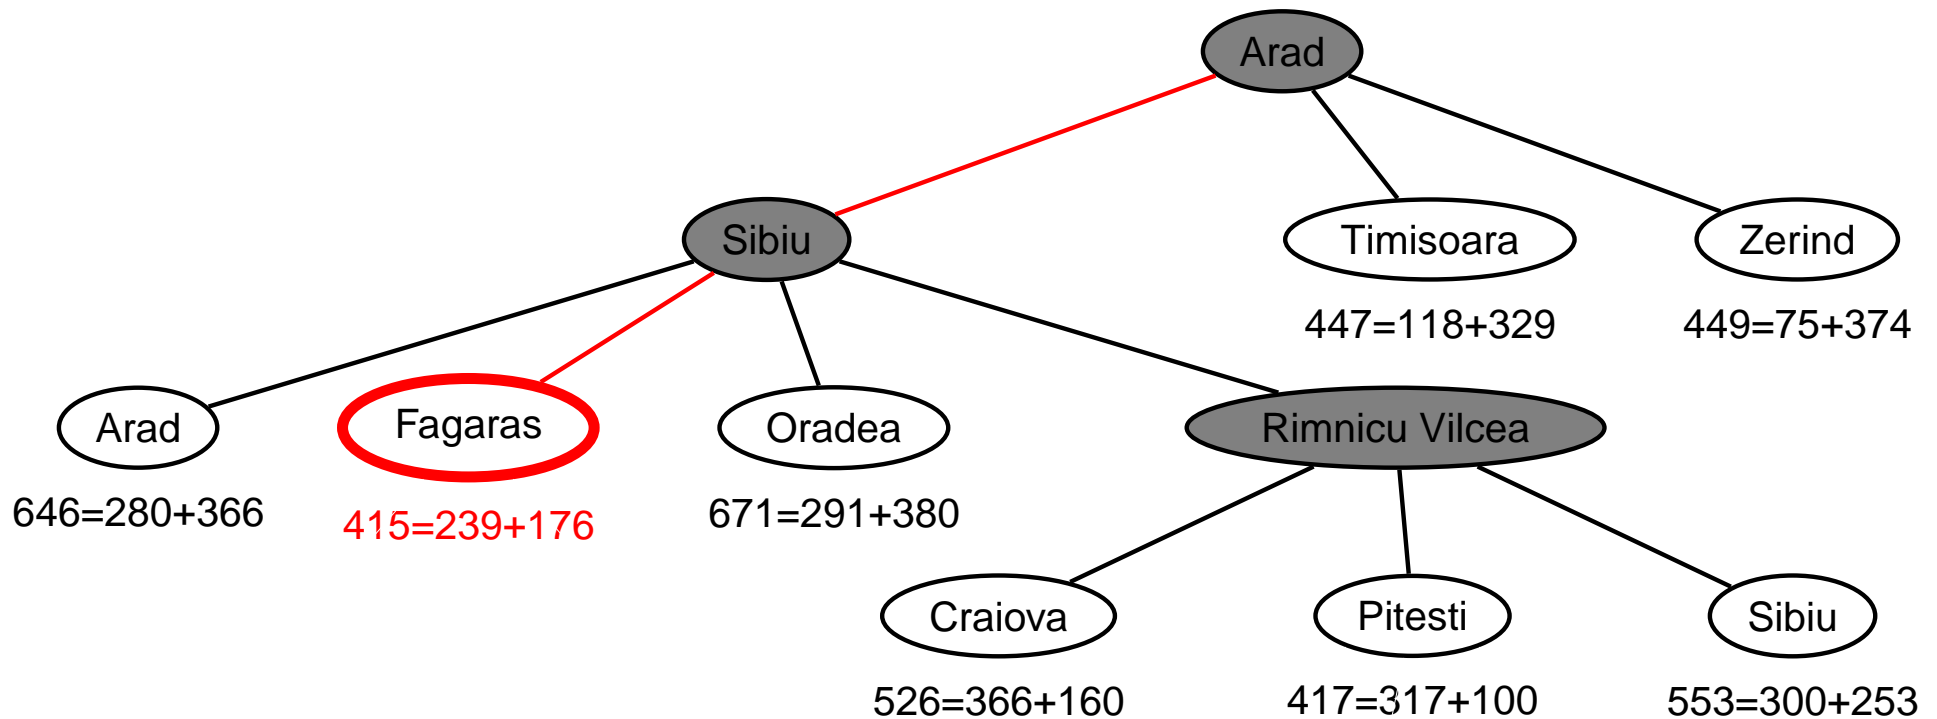 Arad
Sibiu
Timisoara
Zerind
447=118+329
449=75+374
Arad
Fagaras
Oradea
Rimnicu Vilcea
646=280+366
415=239+176
671=291+380
Craiova
Pitesti
Sibiu
526=366+160
417=317+100
553=300+253